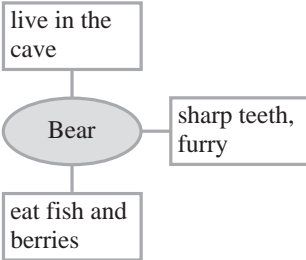 live in the
cave
Bear
sharp teeth,
furry
eat fish and
berries